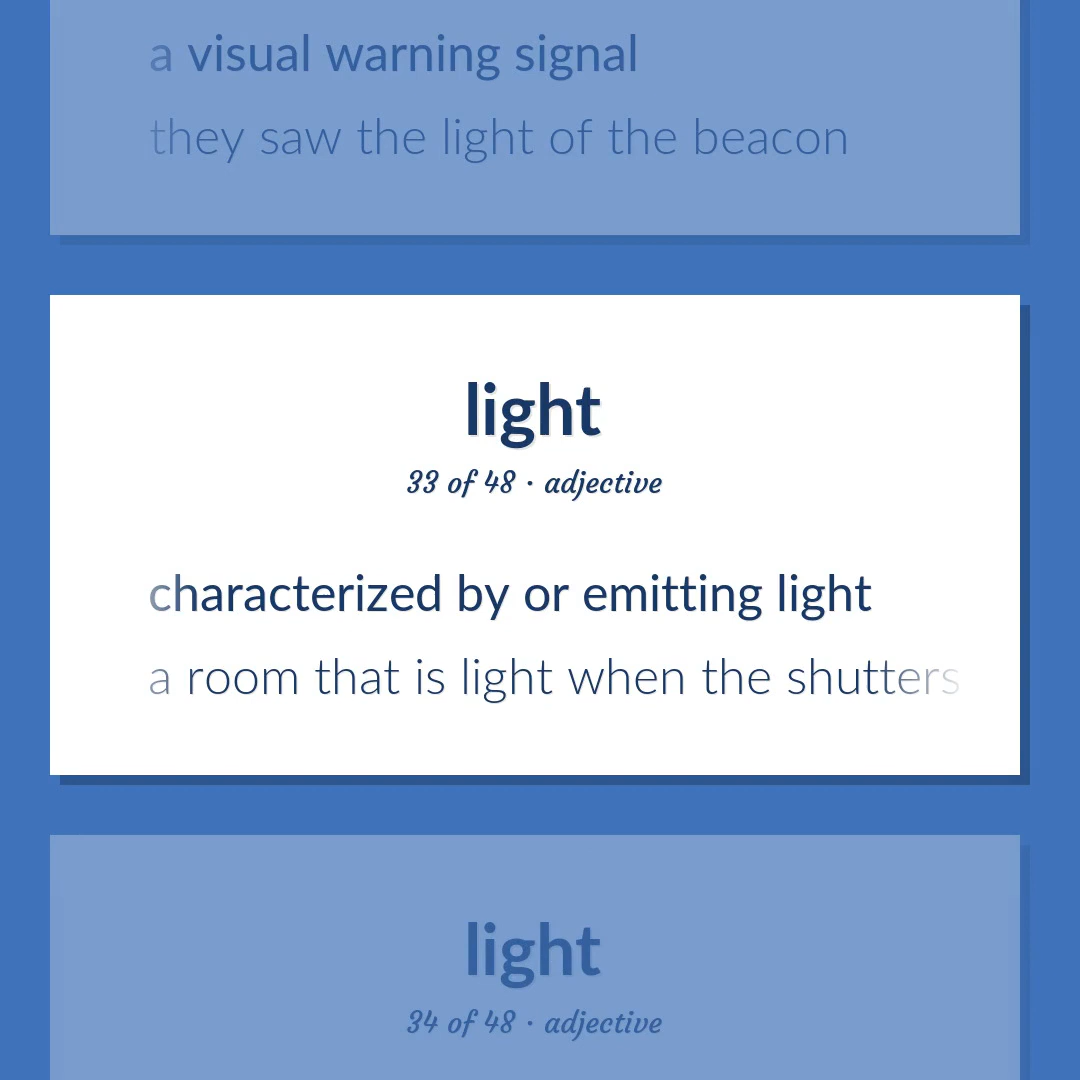 a visual warning signal
they saw the light of the beacon
light
33 of 48 · adjective
characterized by or emitting light
a room that is light when the shutters
light
34 of 48 · adjective